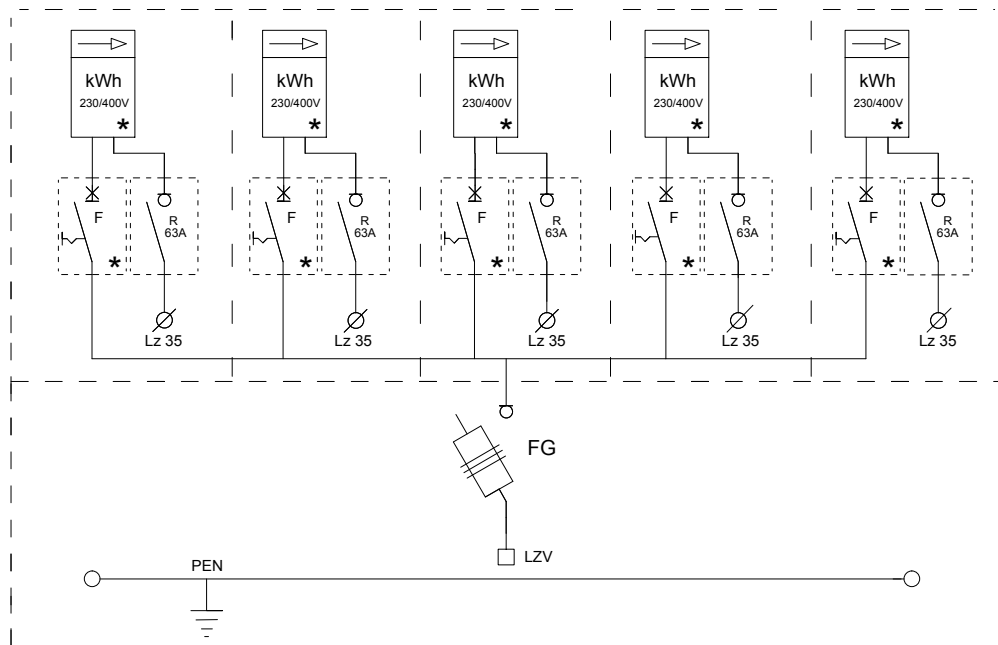 kWh
230/400V
*
kWh
230/400V
*
kWh
230/400V
*
kWh
230/400V
*
kWh
230/400V
*
F
*
R
63A
F
*
R
63A
F
*
R
63A
F
*
R
63A
F
*
R
63A
Lz 35
Lz 35
Lz 35
Lz 35
Lz 35
FG
LZV
PEN